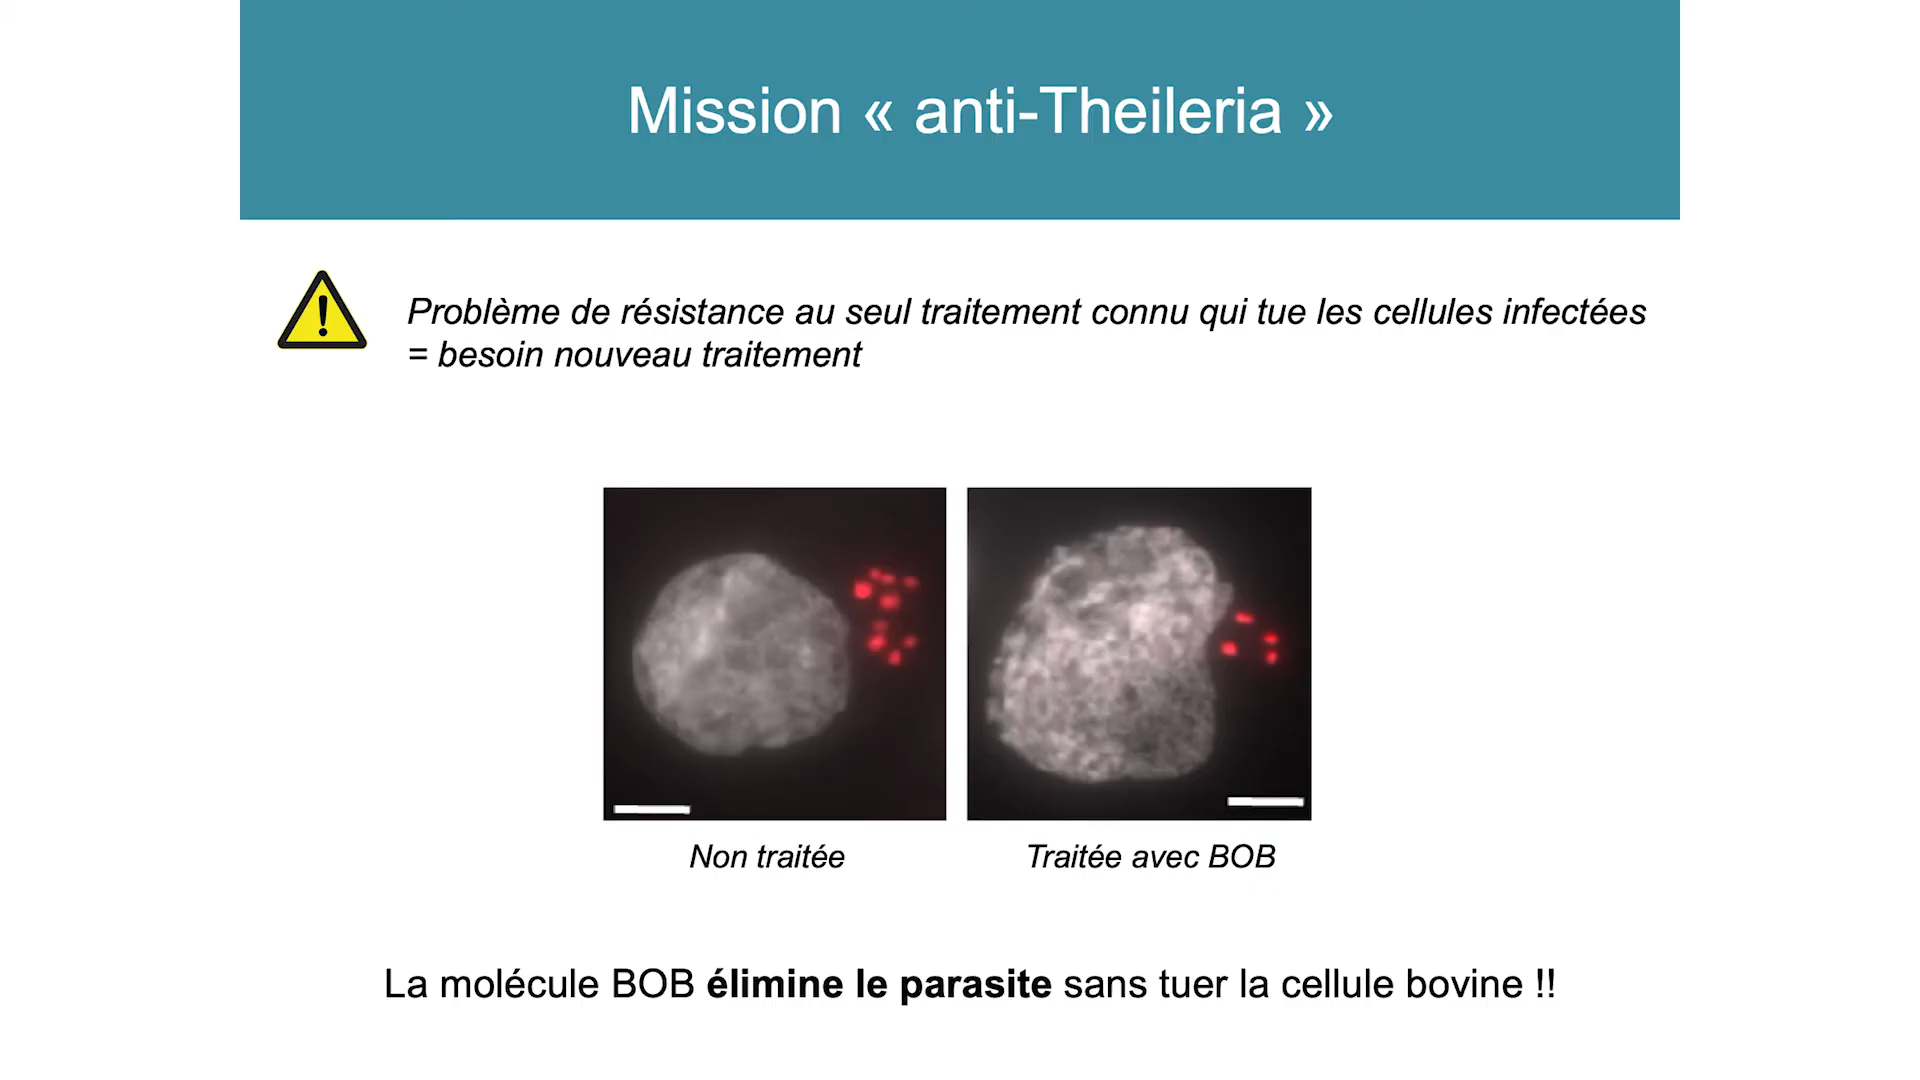 Mission « anti-Theileria »
Problème de résistance au seul traitement connu qui tue les cellules infectées
= besoin nouveau traitement
Non traitée
Traitée avec BOB
La molécule BOB élimine le parasite sans tuer la cellule bovine !!